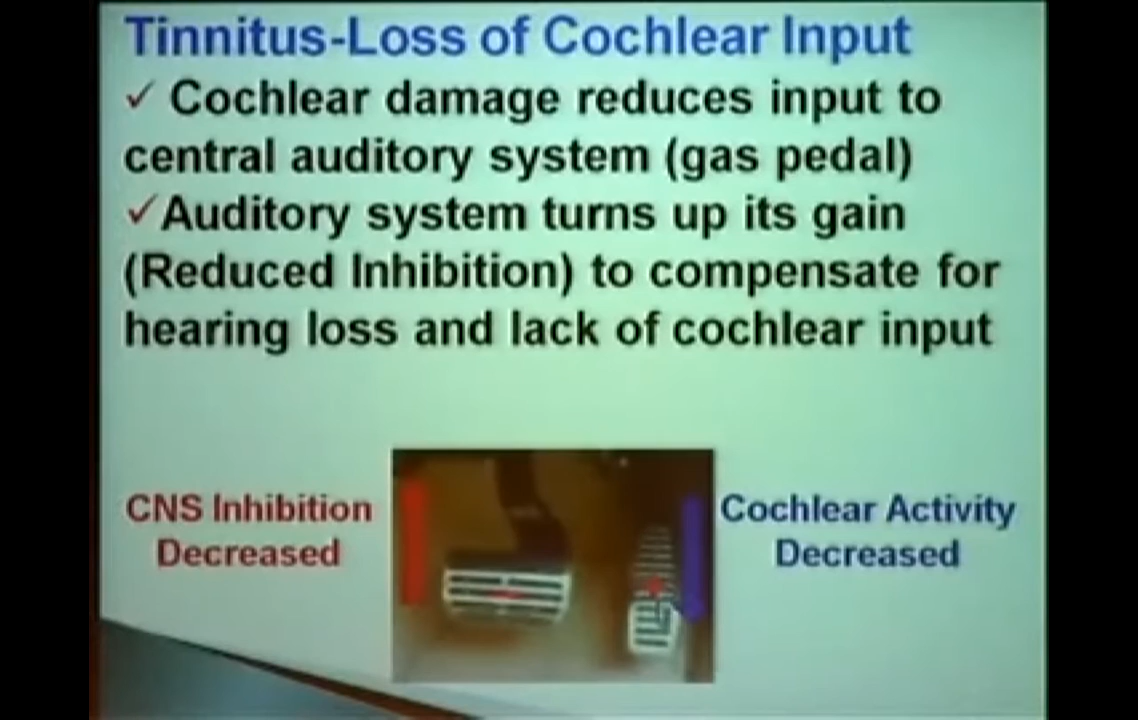 Tinnitus-Loss of Cochlear Input
✓ Cochlear damage reduces input to
central auditory system (gas pedal)
✓Auditory system turns up its gain
(Reduced Inhibition) to compensate for
hearing loss and lack of cochlear input
CNS Inhibition
Decreased
Cochlear Activity
Decreased